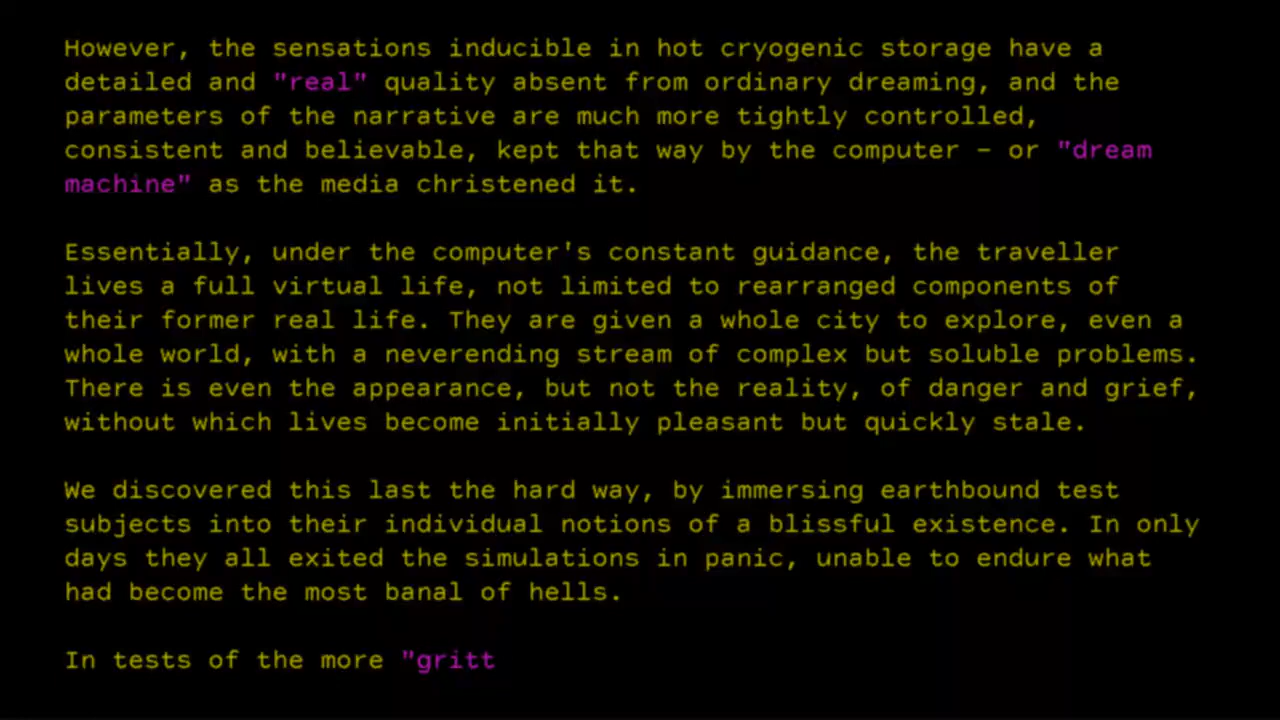 However, the sensations inducible in hot cryogenic storage have a
detailed and "real" quality absent from ordinary dreaming, and the
parameters of the narrative are much more tightly controlled,
consistent and believable, kept that way by the computer – or "dream
machine" as the media christened it.
Essentially, under the computer's constant guidance, the traveller
lives a full virtual life, not limited to rearranged components of
their former real life. They are given a whole city to explore, even a
whole world, with a neverending stream of complex but soluble problems.
There is even the appearance, but not the reality, of danger and grief,
without which lives become initially pleasant but quickly stale.
We discovered this last the hard way, by immersing earthbound test
subjects into their individual notions of a blissful existence. In only
days they all exited the simulations in panic, unable to endure what
had become the most banal of hells.
In tests of the more "gritt